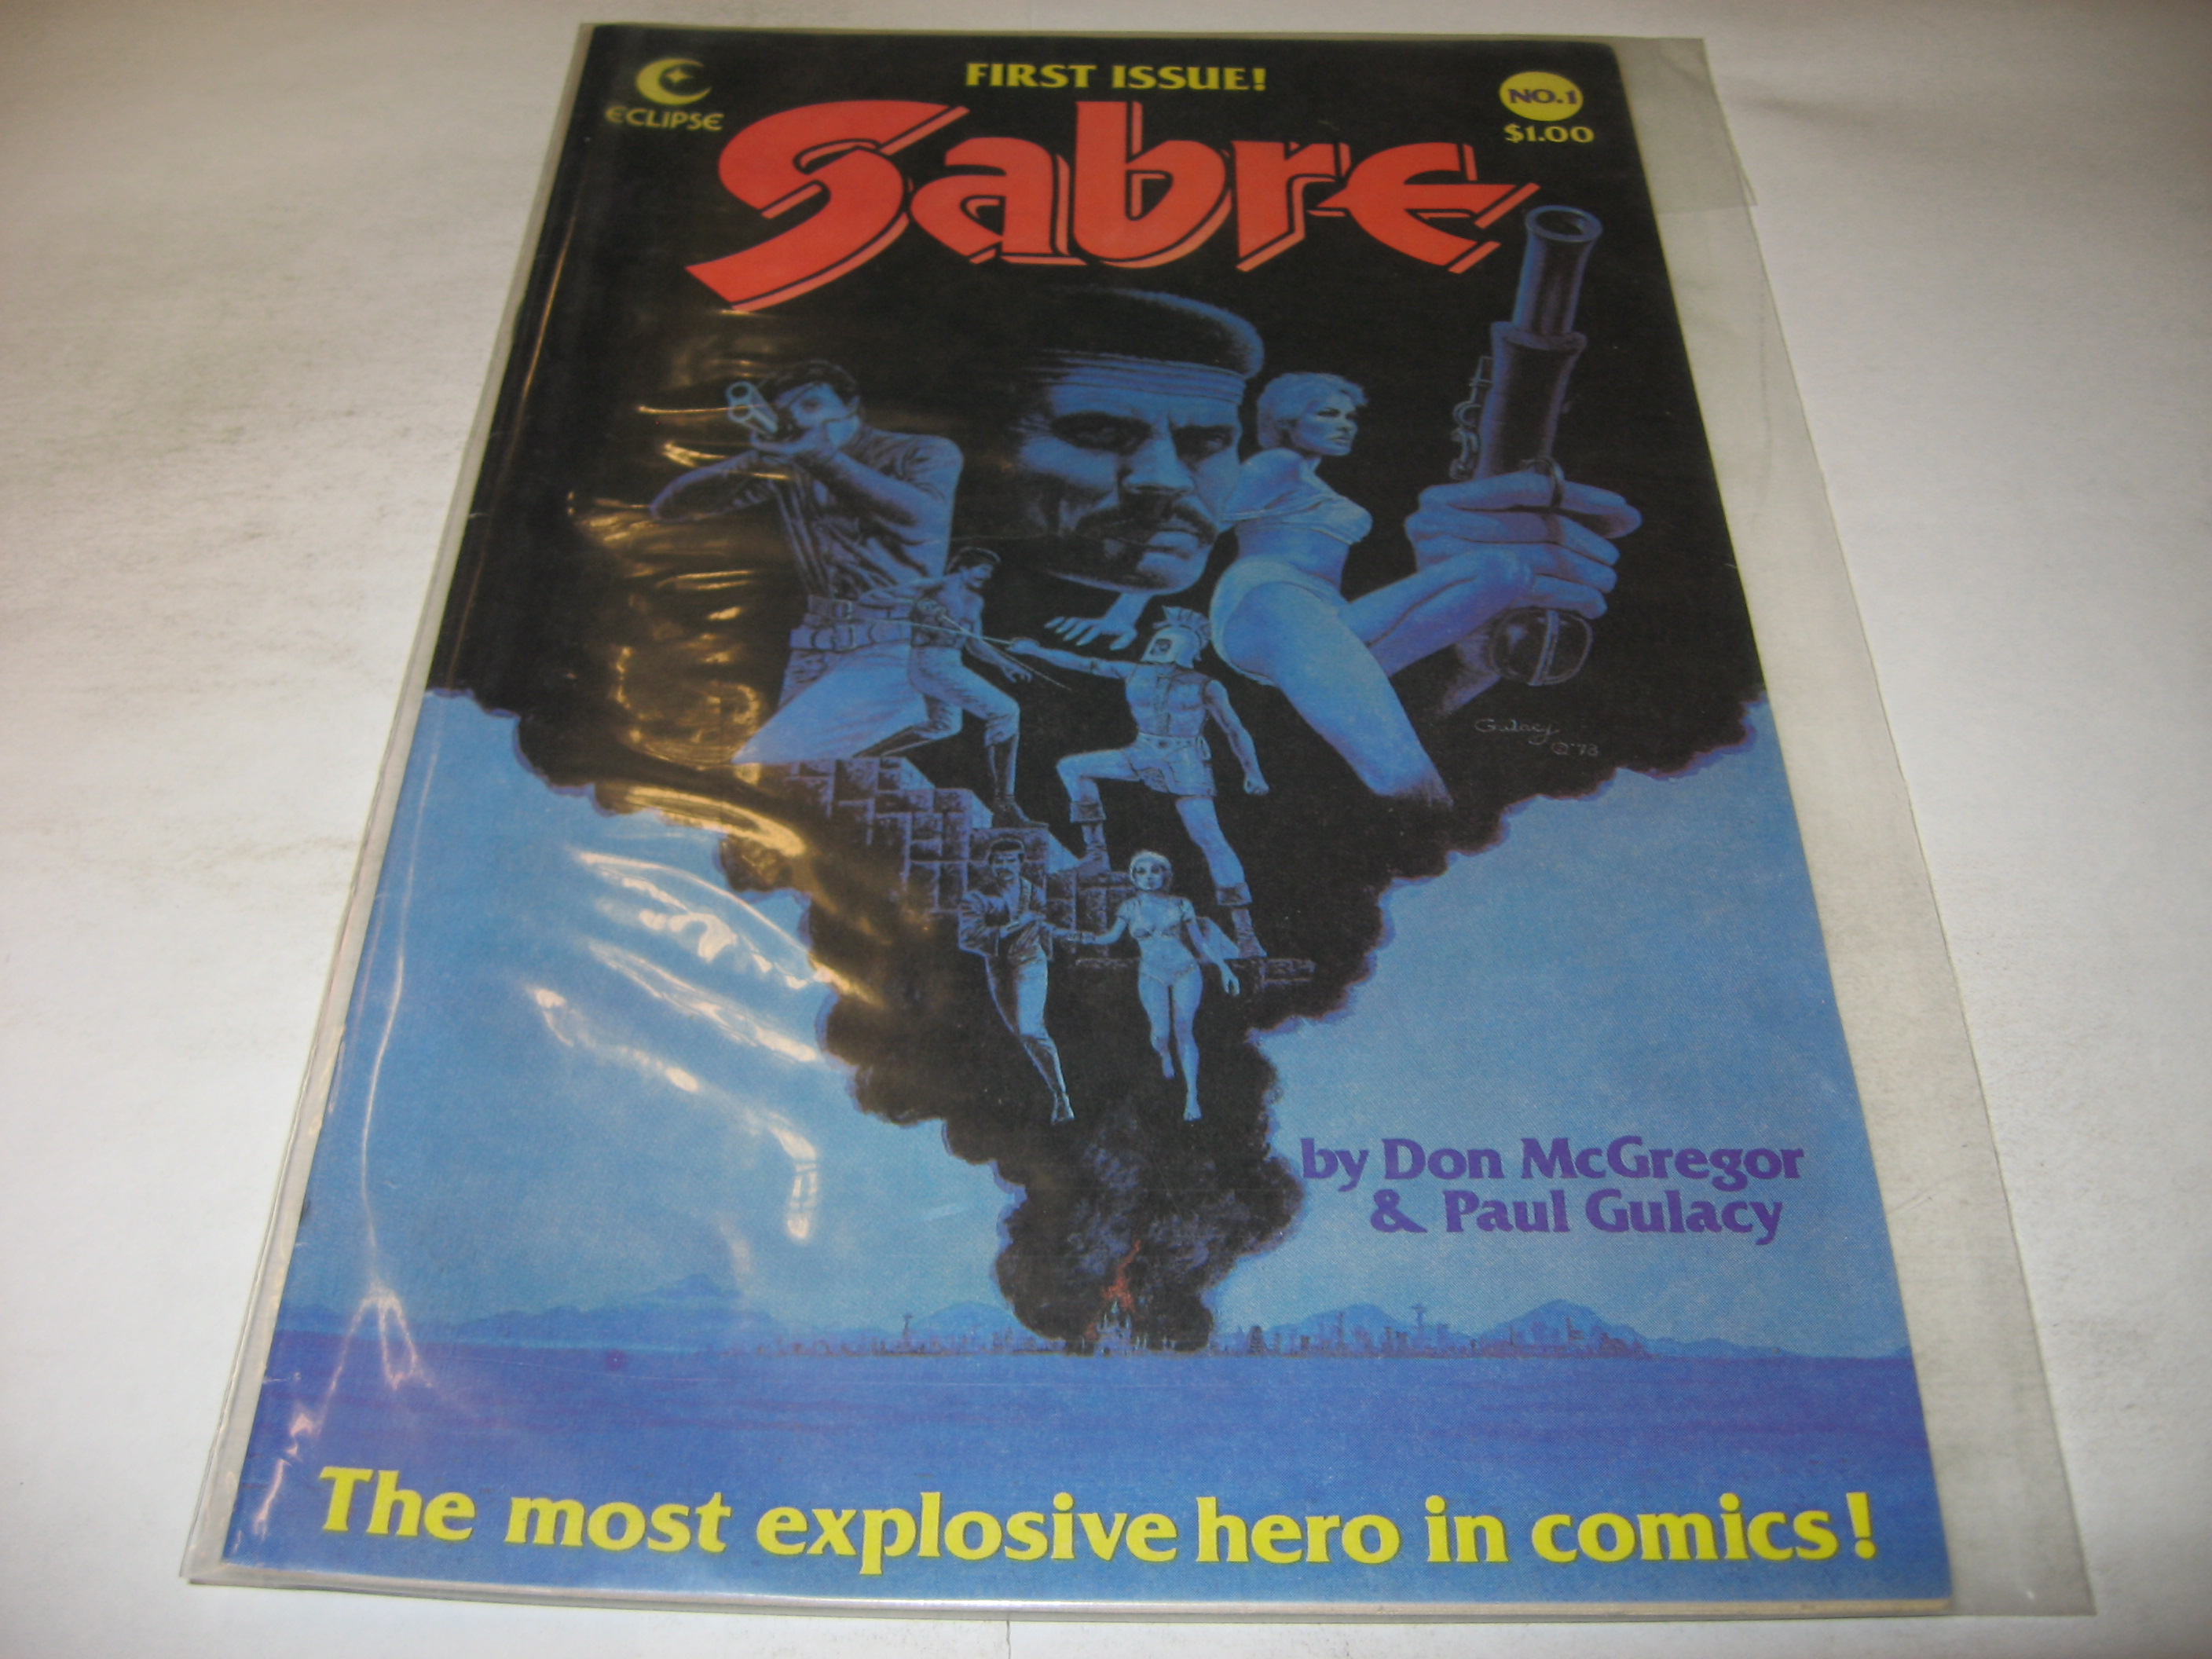 FIRST ISSUE!
ECLIPSE
NO.1
$1.00
Sabre
Gulacy
© '78
by Don McGregor
& Paul Gulacy
The most explosive hero in comics!